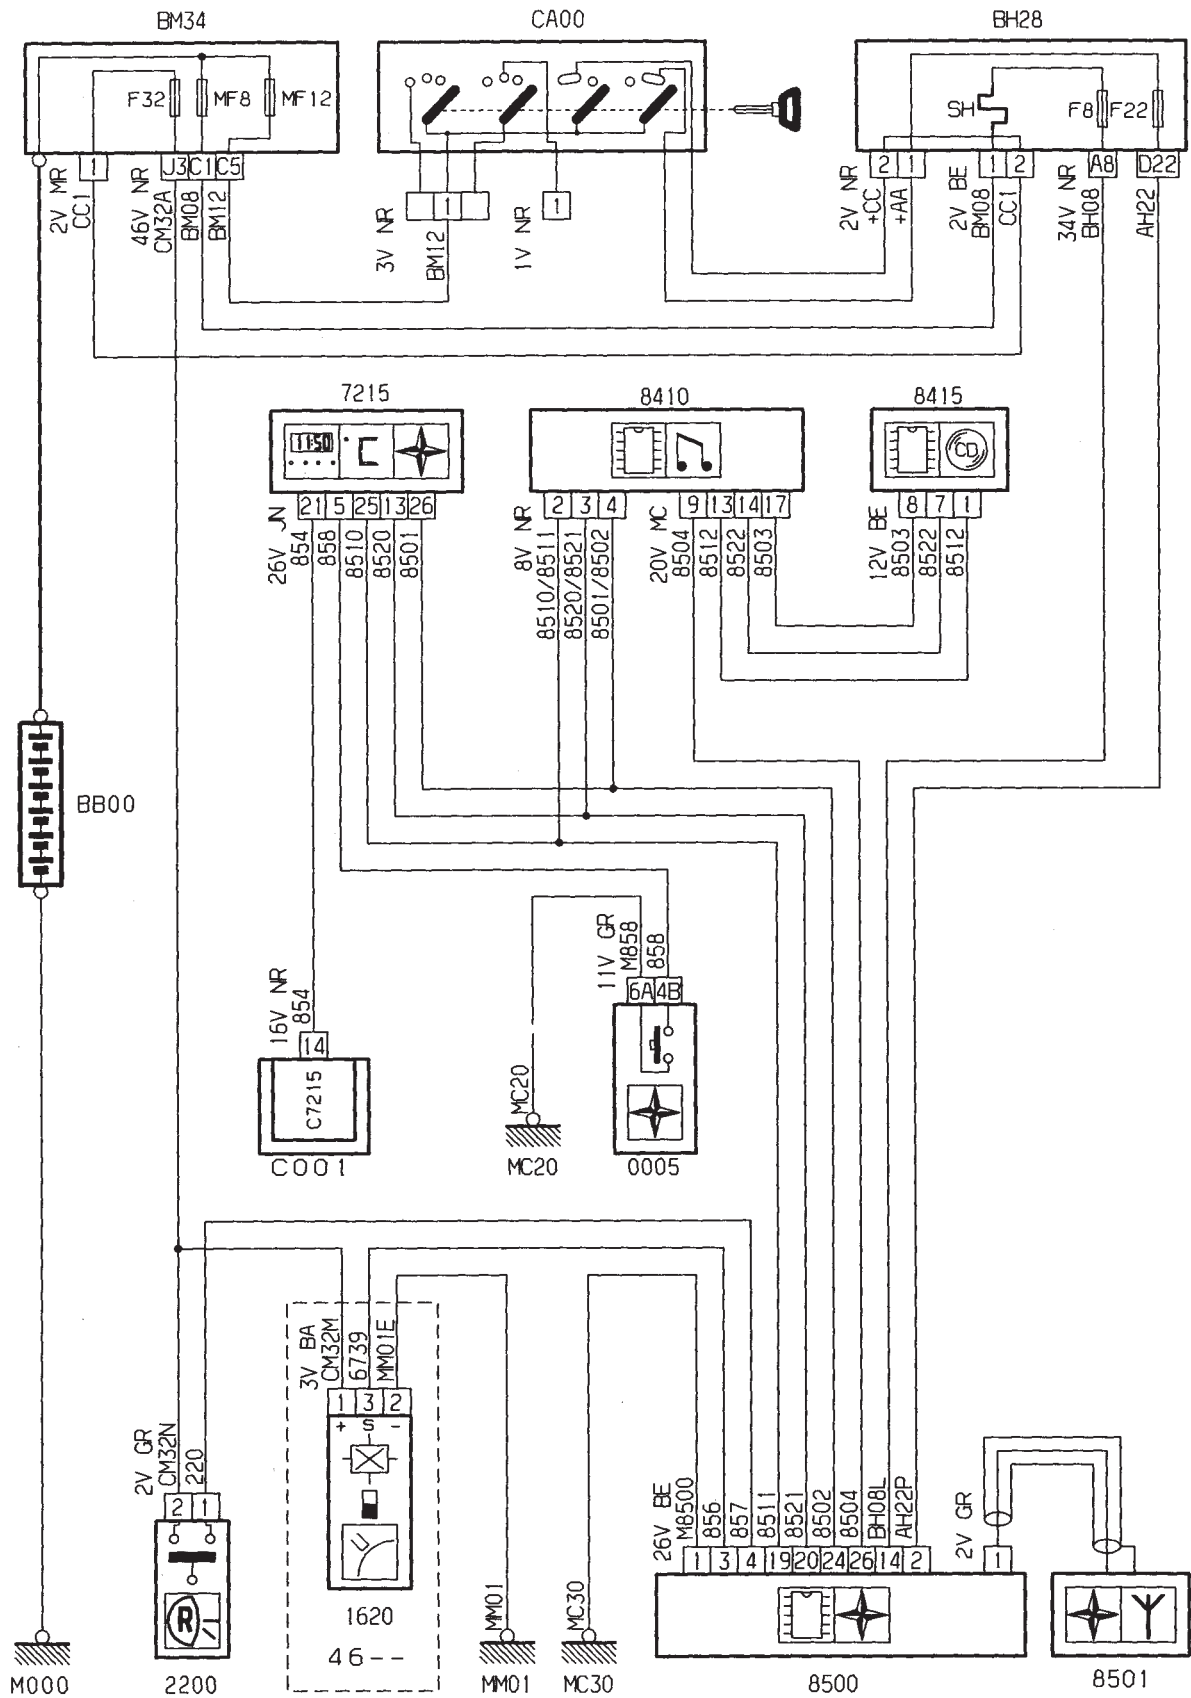 BM34
CA00
BH28
F32
MF8
MF12
SH
F8
F22
1
J3
C1
C5
2
1
1
2
A8
D22
2V MR
CC1
46V NR
CM32A
BM08
BM12
3V NR
1
BM12
1V NR
1
2V NR
+CC
+AA
2V BE
BM08
CC1
34V NR
BH08
AH22
7215
8410
8415
11:50
°C
CD
21
5
25
13
26
2
3
4
9
13
14
17
8
7
1
26V JN
854
858
8510
8520
8501
8V NR
8510/8511
8520/8521
8501/8502
20V MC
8504
8512
8522
8503
12V BE
8503
8522
8512
BB00
11V GR
M858
858
6A
4B
16V NR
854
14
C7215
C001
MC20
MC20
0005
3V BA
CM32M
6739
MM01E
1
3
2
+
S
-
2V GR
CM32N
220
2
1
R
1620
46--
MM01
MC30
26V BE
M8500
856
857
8511
8521
8502
8504
BH08L
AH22P
2V GR
1
3
4
19
20
24
26
14
2
1
M000
2200
MM01
MC30
8500
8501